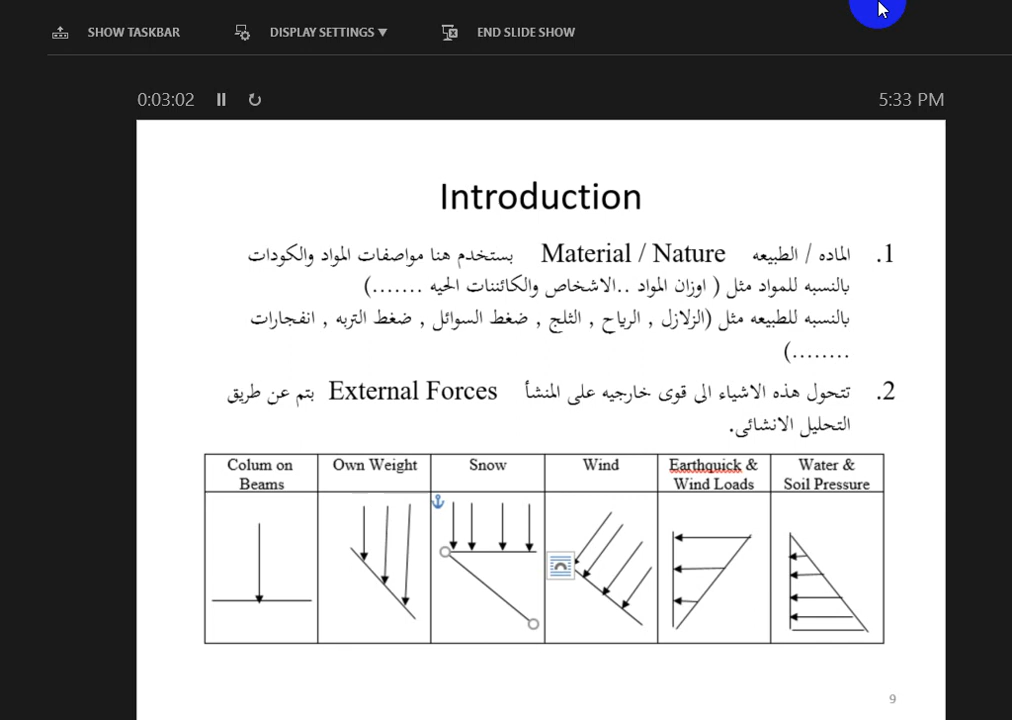 SHOW TASKBAR DISPLAY SETTINGS ▼ END SLIDE SHOW
0:03:02 5:33 PM
Introduction
1. الماده / الطبيعه Material / Nature بستخدم هنا مواصفات المواد والكودات
بالنسبه للمواد مثل ( اوزان المواد ..الاشخاص والكائننات الحيه .......)
بالنسبه للطبيعه مثل (الزلازل , الرياح , الثلج , ضغط السوائل , ضغط التربه , انفجارات
........)
2. تتحول هذه الاشياء الى قوى خارجيه على المنشأ External Forces بتم عن طريق
التحليل الانشائى.
Colum on Beams
Own Weight
Snow
Wind
Earthquick & Wind Loads
Water & Soil Pressure
9